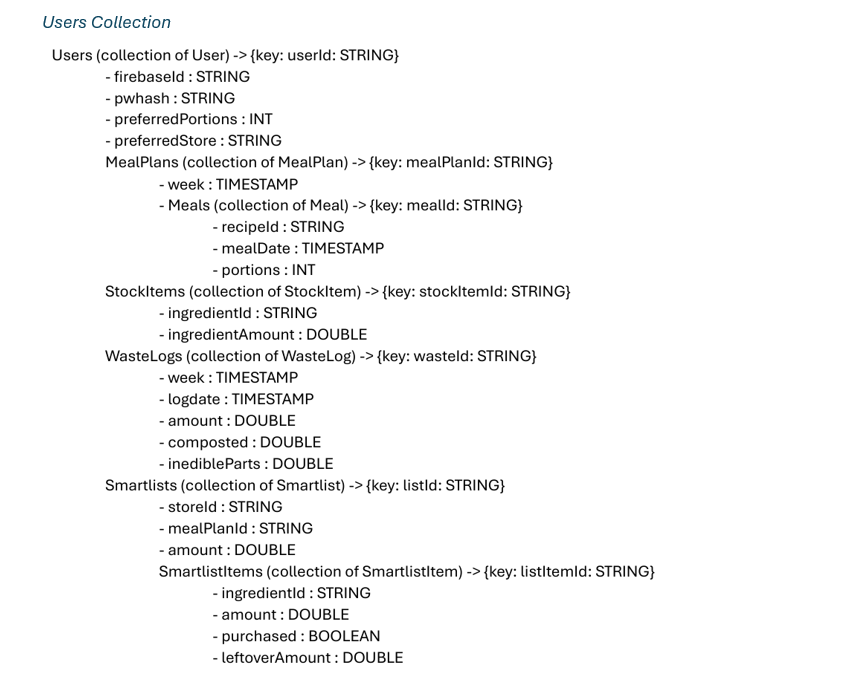 Users Collection
Users (collection of User) -> {key: userId: STRING}
- firebaseId : STRING
- pwhash : STRING
- preferredPortions : INT
- preferredStore : STRING
MealPlans (collection of MealPlan) -> {key: mealPlanId: STRING}
- week : TIMESTAMP
- Meals (collection of Meal) -> {key: mealId: STRING}
- recipeId : STRING
- mealDate : TIMESTAMP
- portions : INT
StockItems (collection of StockItem) -> {key: stockItemId: STRING}
- ingredientId : STRING
- ingredientAmount : DOUBLE
WasteLogs (collection of WasteLog) -> {key: wasteId: STRING}
- week : TIMESTAMP
- logdate : TIMESTAMP
- amount : DOUBLE
- composted : DOUBLE
- inedibleParts : DOUBLE
Smartlists (collection of Smartlist) -> {key: listId: STRING}
- storeId : STRING
- mealPlanId : STRING
- amount : DOUBLE
SmartlistItems (collection of SmartlistItem) -> {key: listItemId: STRING}
- ingredientId : STRING
- amount : DOUBLE
- purchased : BOOLEAN
- leftoverAmount : DOUBLE